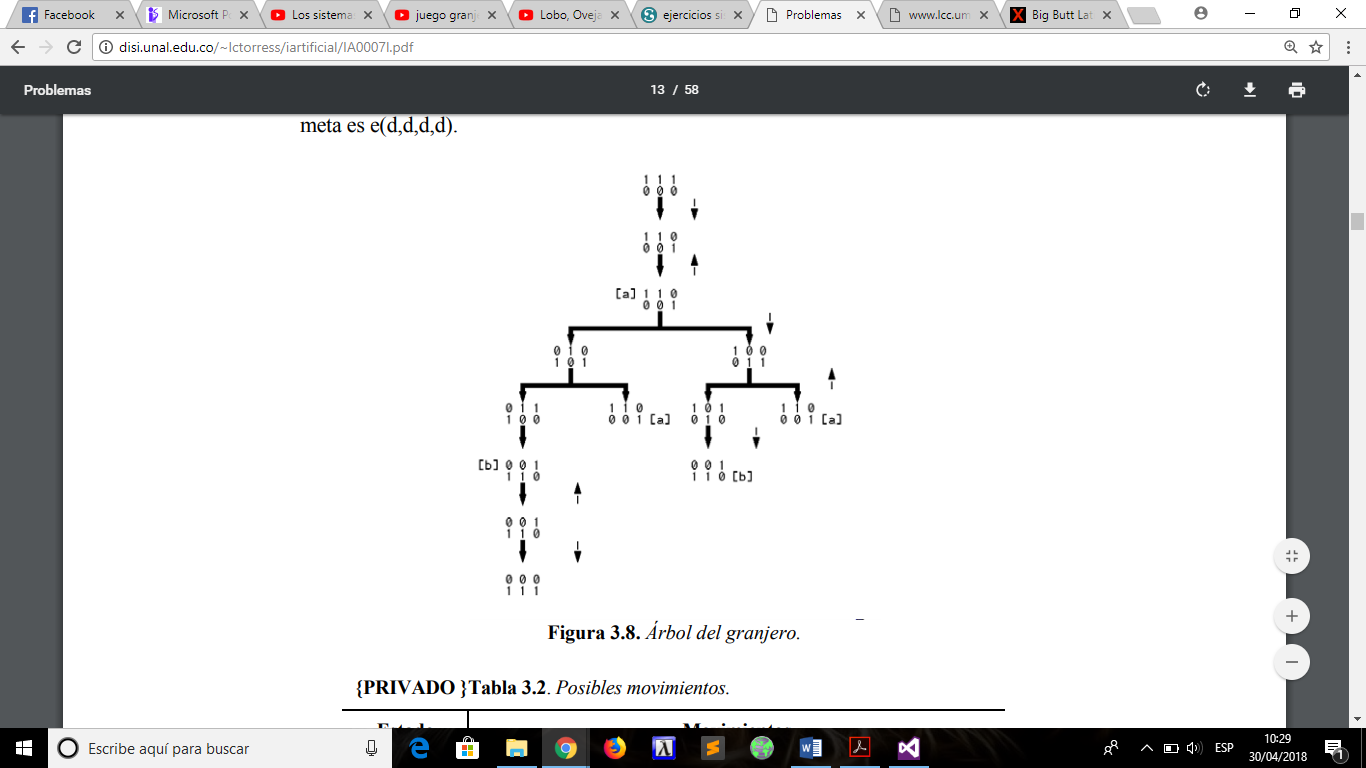 Facebook
Microsoft P
Los sistema
juego granj
Lobo, Oveja
ejercicios si
Problemas
www.lcc.um
Big Butt Lat
disi.unal.edu.co/~lctorress/iartificial/IA0007l.pdf
Problemas
13 / 58
meta es e(d,d,d,d).
1 1 1
0 0 0
1 1 0
0 0 1
[a] 1 1 0
0 0 1
0 1 0 1 0 0
1 0 1 0 1 1
0 1 1 1 1 0 1 0 1 1 1 0
1 0 0 0 0 1 [a] 0 1 0 0 0 1 [a]
[b] 0 0 1 0 0 1
1 1 0 1 1 0 [b]
0 0 1
1 1 0
0 0 0
1 1 1
Figura 3.8. Árbol del granjero.
{PRIVADO }Tabla 3.2. Posibles movimientos.
Estado Movimientos
Escribe aquí para buscar
ESP
10:29
30/04/2018
1